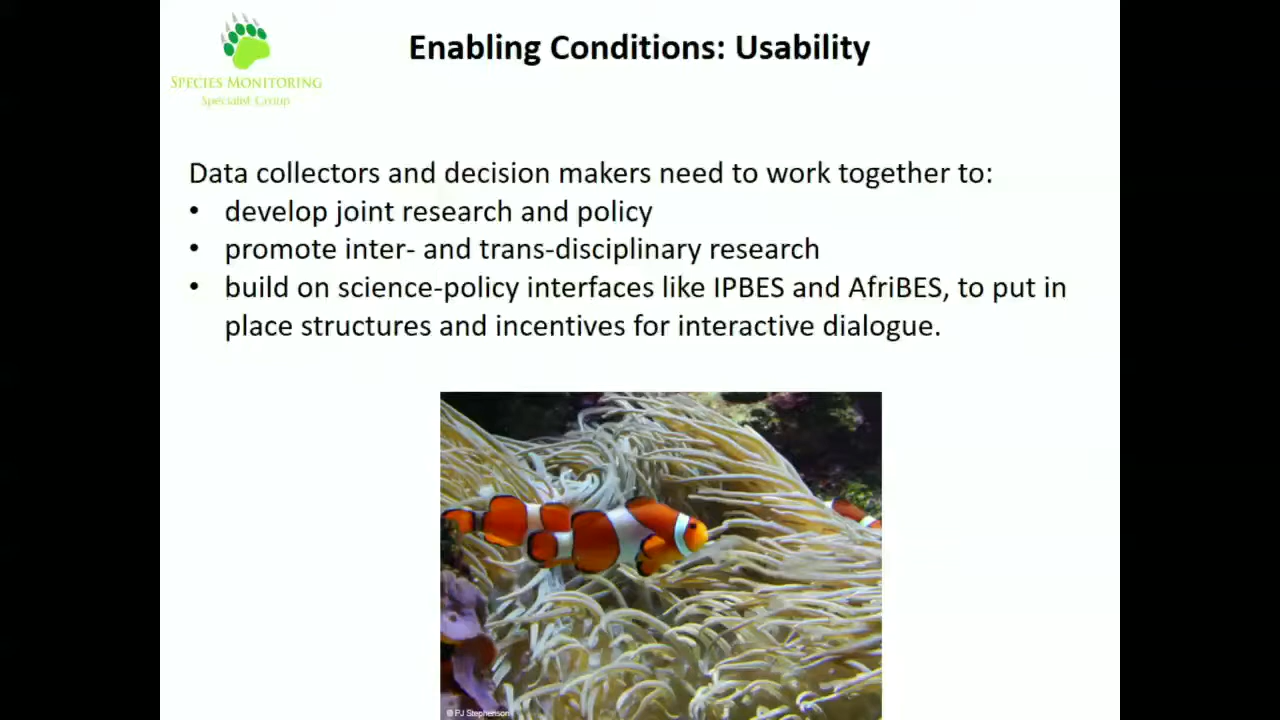 SPECIES MONITORING
Specialist Group
Enabling Conditions: Usability
Data collectors and decision makers need to work together to:
• develop joint research and policy
• promote inter- and trans-disciplinary research
• build on science-policy interfaces like IPBES and AfriBES, to put in
place structures and incentives for interactive dialogue.
© PJ Stephenson